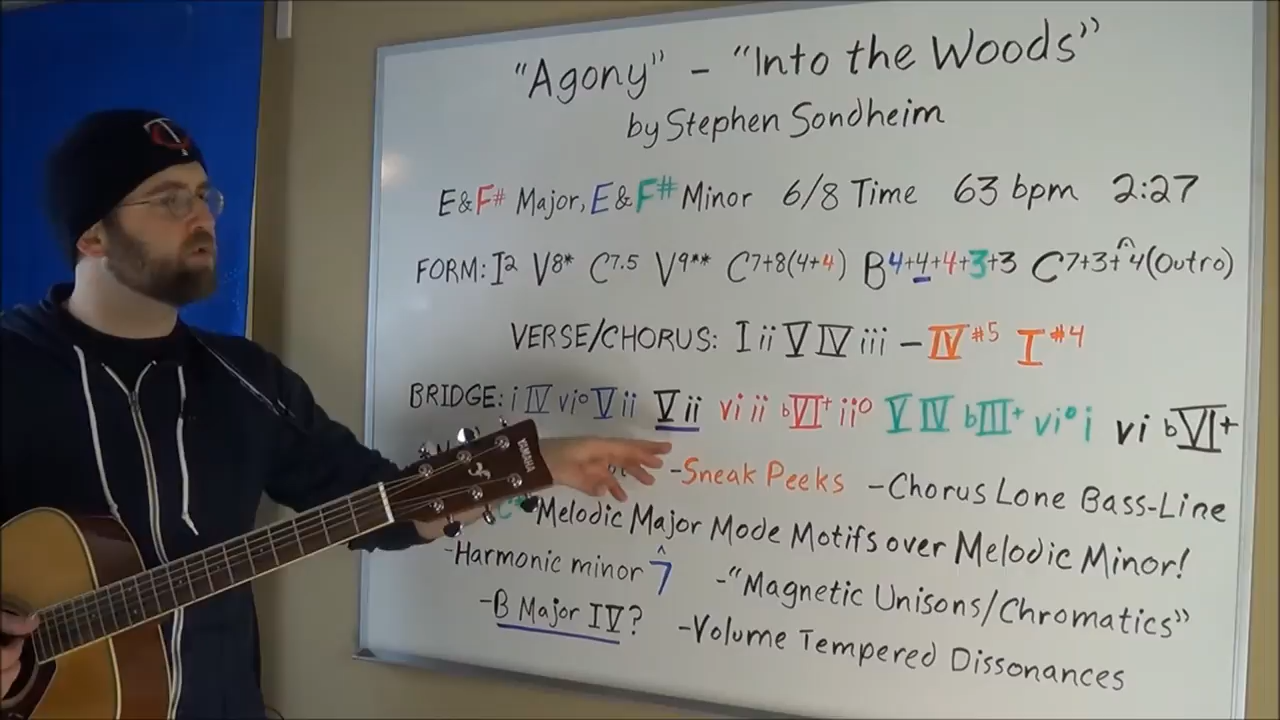 "Agony" – "Into the Woods"
by Stephen Sondheim
E & F# Major, E & F# Minor 6/8 Time 63 bpm 2:27
FORM: I² V⁸* C⁷·⁵ V⁹** C⁷⁺⁸⁽⁴⁺⁴⁾ B⁴⁺⁴⁺⁴⁺³⁺³ C⁷⁺³⁺⁴(Outro)
VERSE/CHORUS: I ii V IV iii – IV#5 I#4
BRIDGE: i IV vi° V ii V ii vi ii bVI+ ii° V IV bIII+ vi° i vi bVI+
-Sneak Peeks -Chorus Lone Bass-Line
Melodic Major Mode Motifs over Melodic Minor!
-Harmonic minor 7̂ -"Magnetic Unisons/Chromatics"
-B Major IV? -Volume Tempered Dissonances
YAMAHA
TC